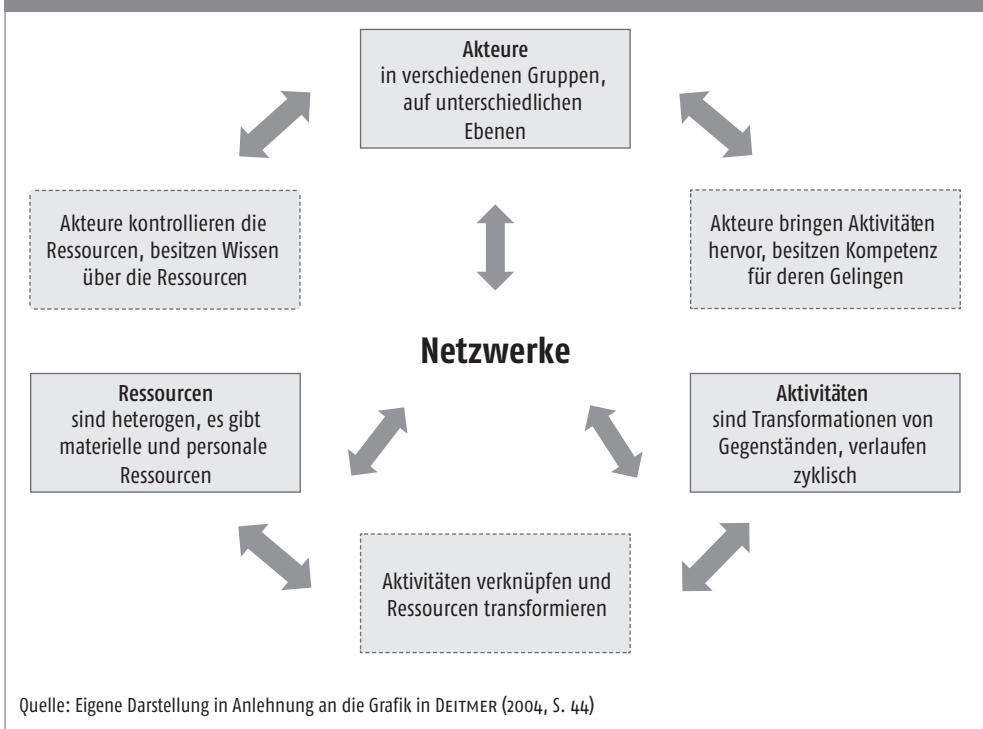 Akteure
in verschiedenen Gruppen,
auf unterschiedlichen
Ebenen
Akteure kontrollieren die
Ressourcen, besitzen Wissen
über die Ressourcen
Akteure bringen Aktivitäten
hervor, besitzen Kompetenz
für deren Gelingen
Netzwerke
Ressourcen
sind heterogen, es gibt
materielle und personale
Ressourcen
Aktivitäten
sind Transformationen von
Gegenständen, verlaufen
zyklisch
Aktivitäten verknüpfen und
Ressourcen transformieren
Quelle: Eigene Darstellung in Anlehnung an die Grafik in DEITMER (2004, S. 44)